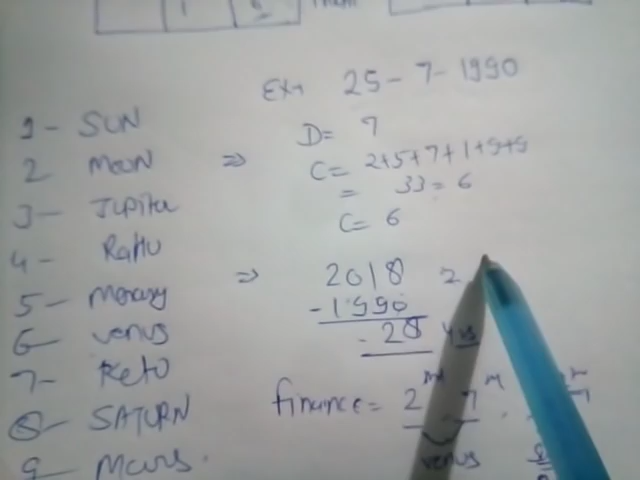 Ex- 25-7-1990
1- SUN
D= 7
2 Moon
⇒ C= 2+5+7+1+9+9
= 33 = 6
3- Jupiter
C= 6
4- RAHU
⇒ 2018 2
5- Mercury
-1990
6- venus
-28 yrs
7- Ketu
finance = 2nd 7
8- SATURN
venus
9- Mars.